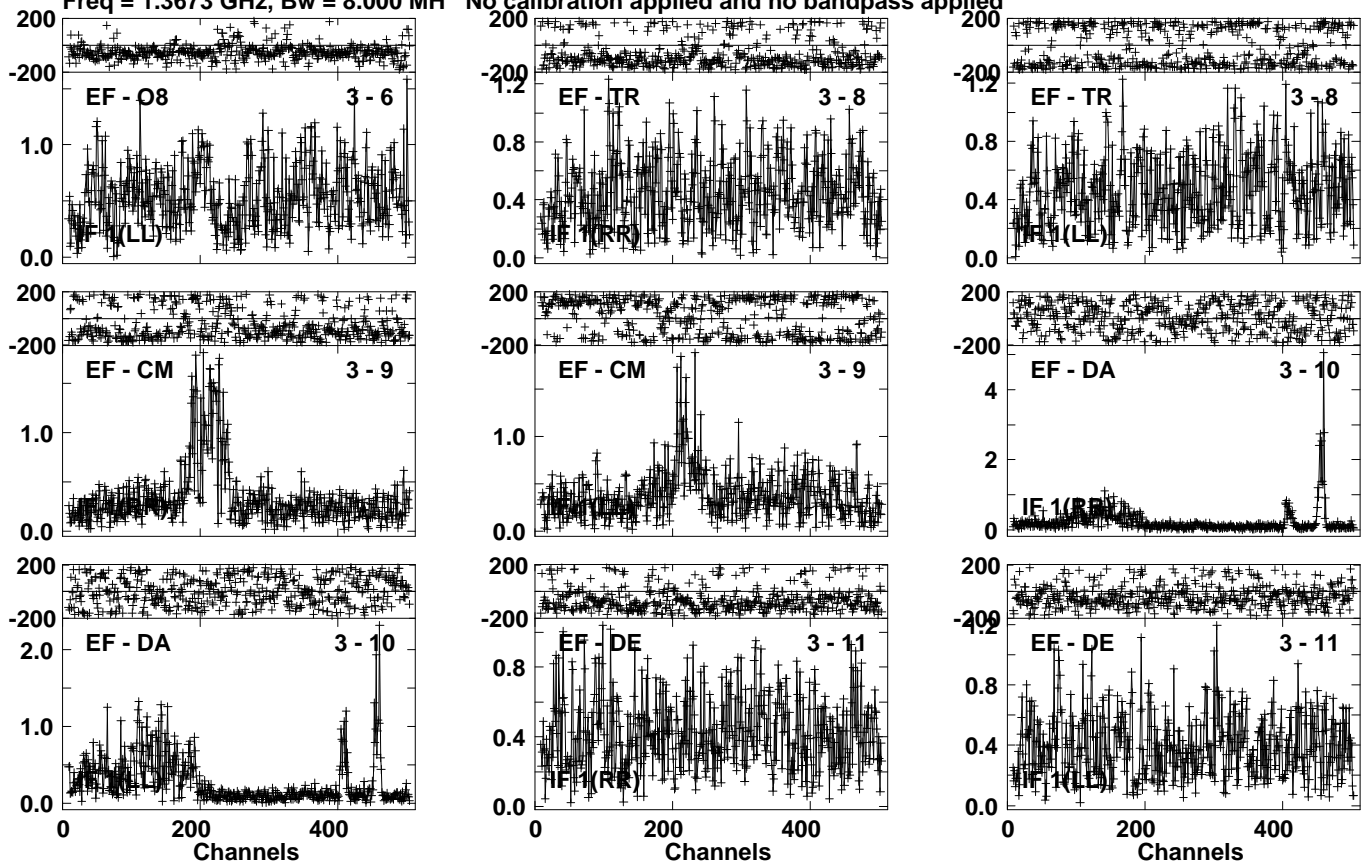 Freq = 1.3673 GHz, Bw = 8.000 MH No calibration applied and no bandpass applied
200 200 200
-200 -200 -200
EF - O8 3 - 6 EF - TR 3 - 8 EF - TR 3 - 8
1.2 1.2
1.0 0.8 0.8
0.4 0.4
IF 1(LL) IF 1(RR) IF 1(LL)
0.0 0.0 0.0
200 200 200
-200 -200 -200
EF - CM 3 - 9 EF - CM 3 - 9 EF - DA 3 - 10
4
1.0 1.0 2
IF 1(RR)
0.0 0.0 0
200 200 200
-200 -200 -200
EF - DA 3 - 10 EF - DE 3 - 11 EF - DE 3 - 11
1.2
2.0 0.8 0.8
1.0 0.4 0.4
IF 1(RR) IF 1(LL)
0.0 0.0 0.0
0 200 400 0 200 400 0 200 400
Channels Channels Channels